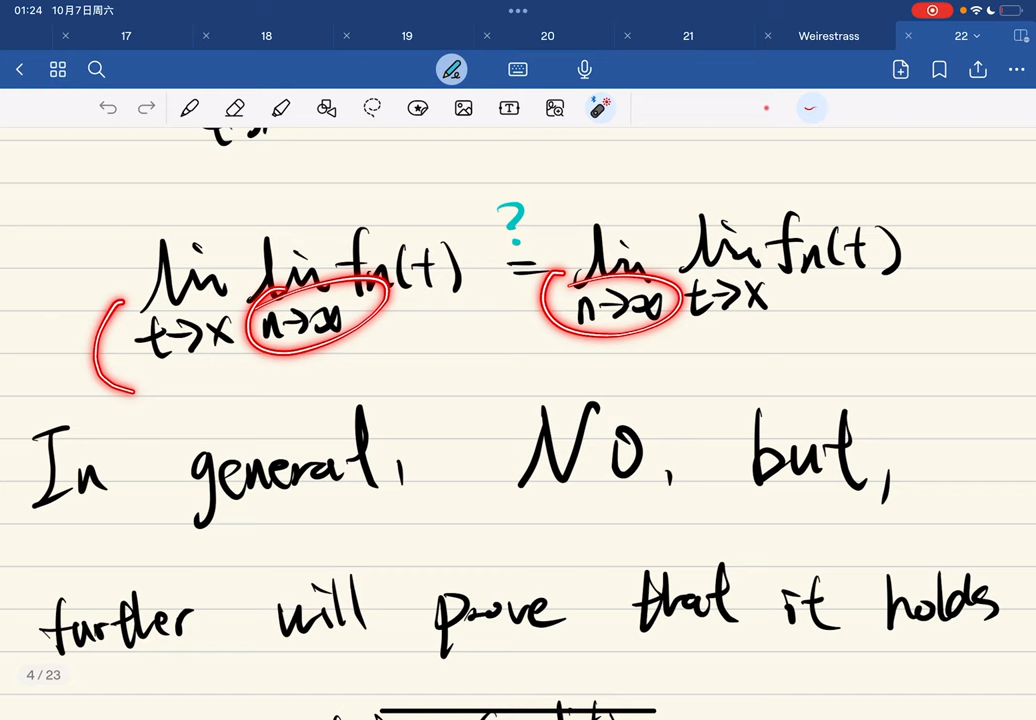 01:24 10月7日周六
17 18 19 20 21 Weirestrass 22
T
lim lim fn(t) ? = lim lim fn(t)
t→x n→∞ n→∞ t→x
In general, NO, but,
further will prove that it holds
4 / 23